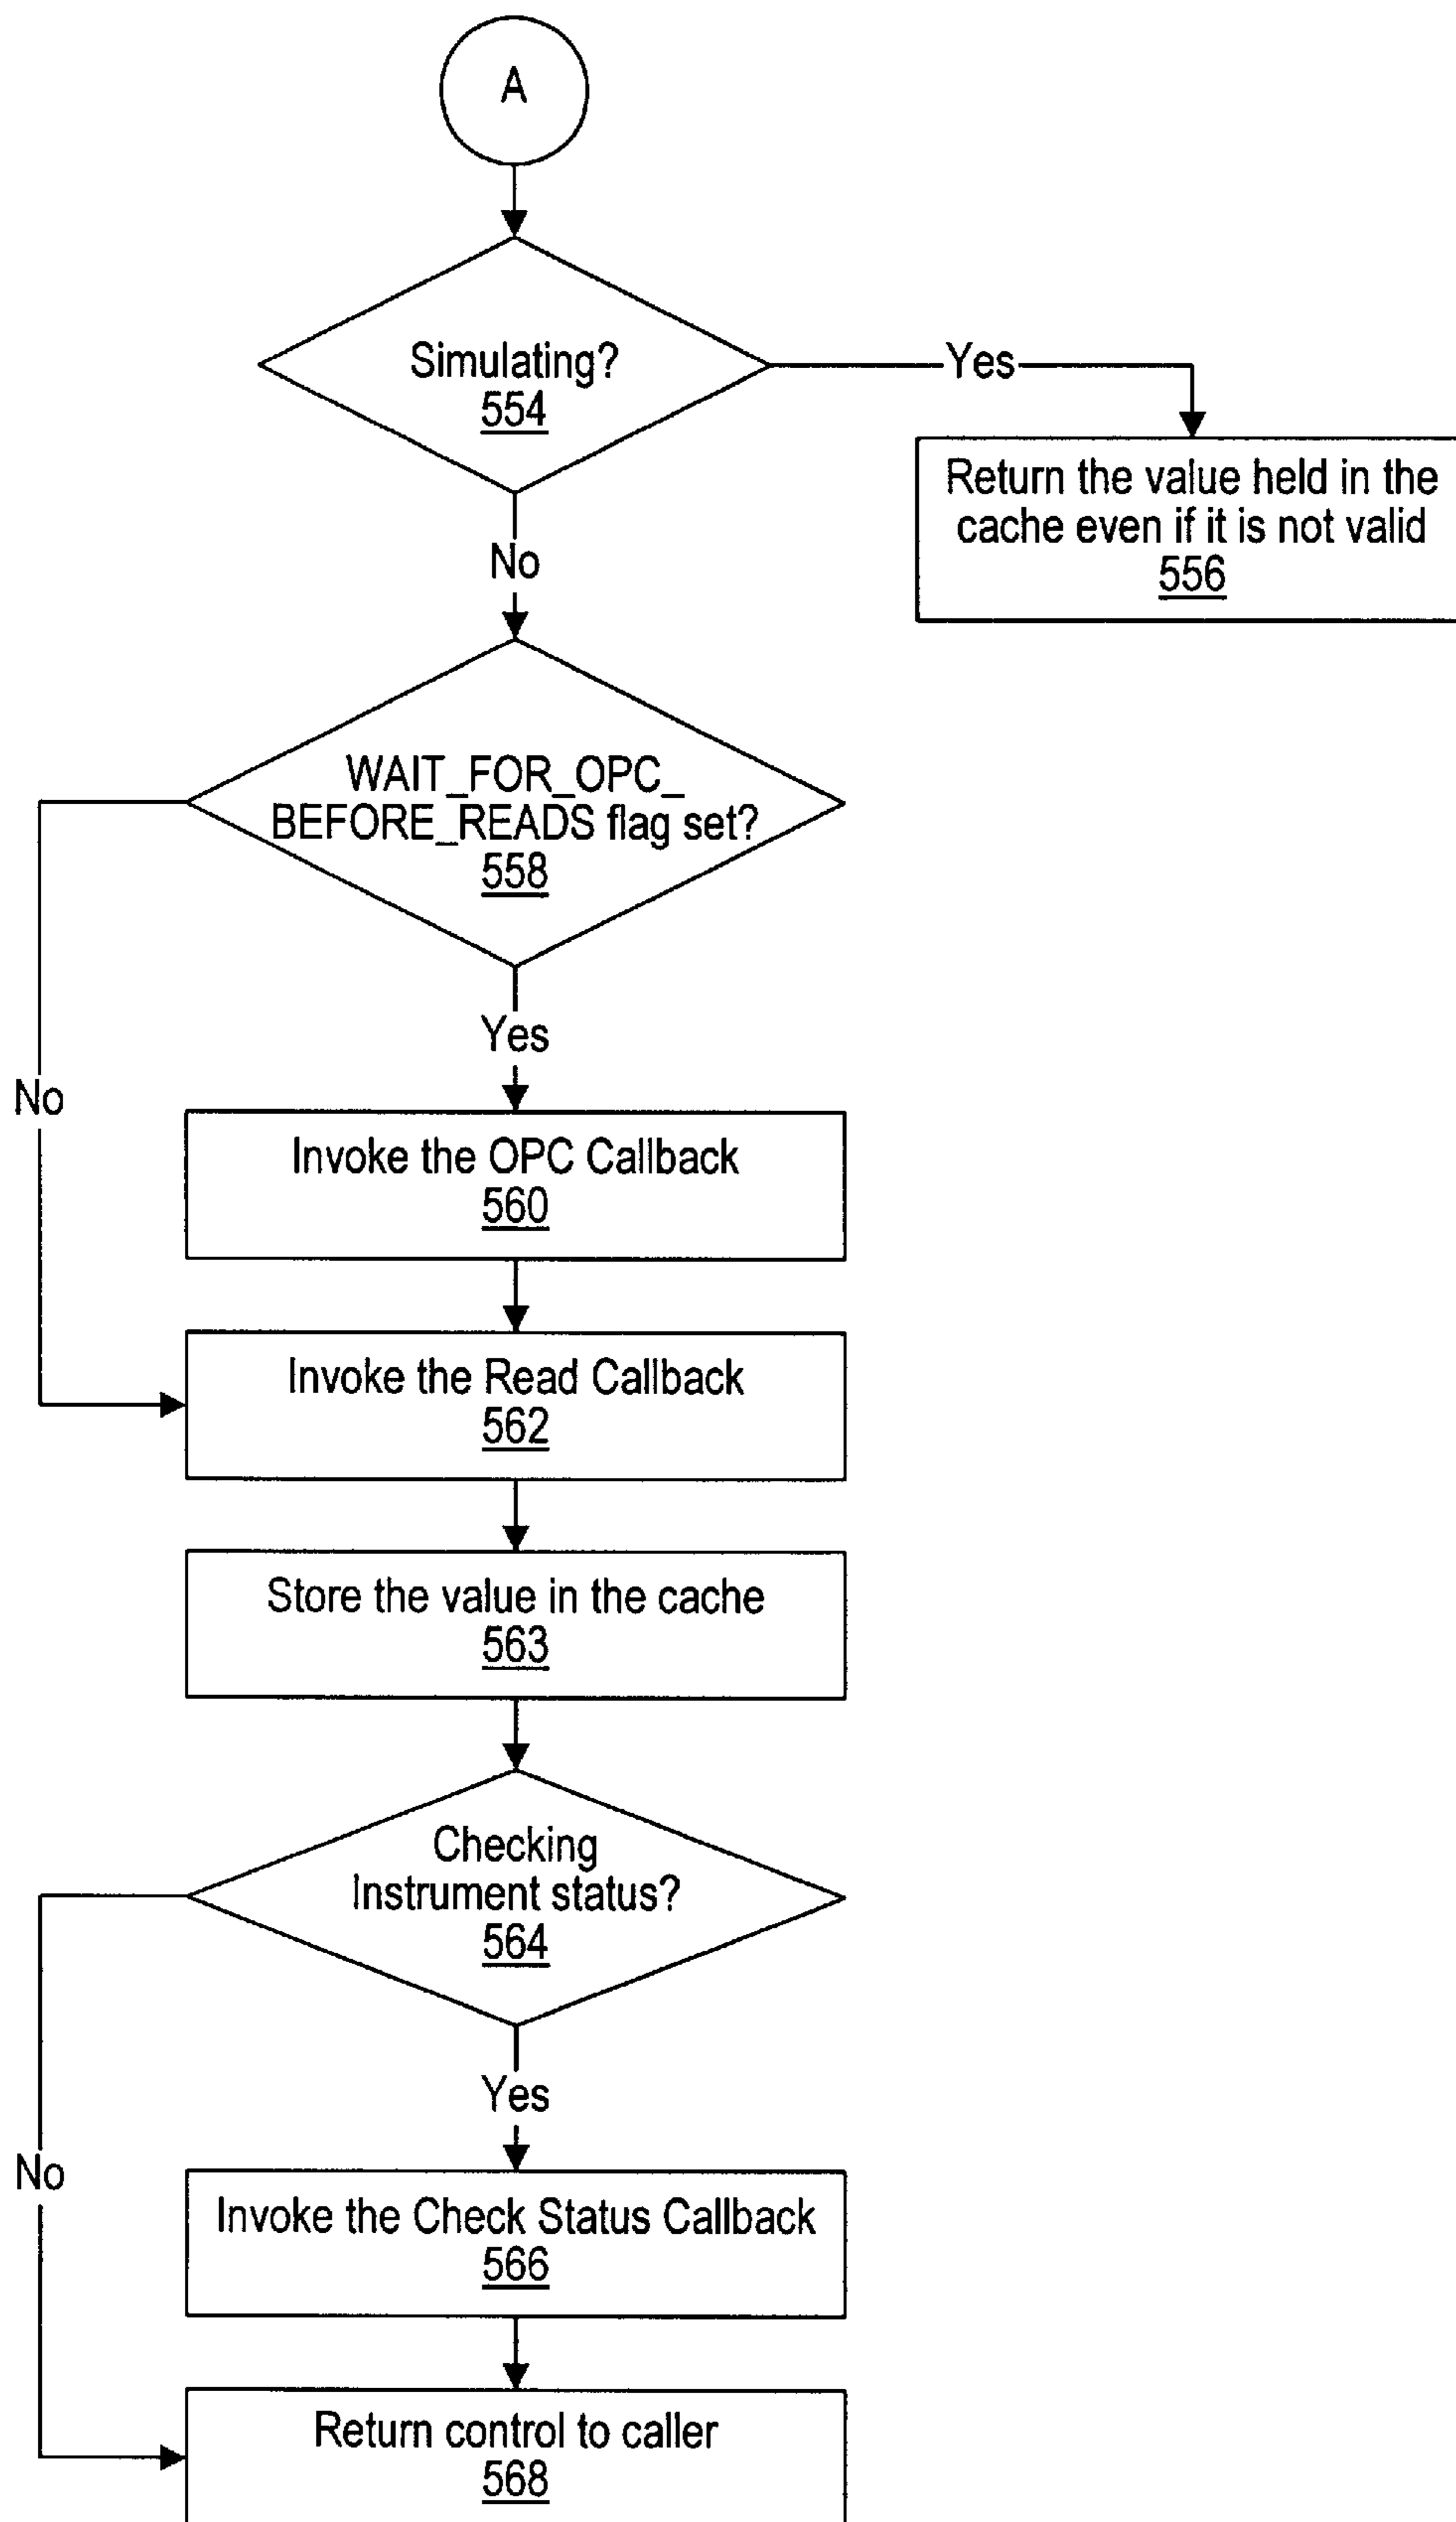 A
Simulating?
554
Yes
Return the value held in the
cache even if it is not valid
556
No
WAIT_FOR_OPC_
BEFORE_READS flag set?
558
Yes
No
Invoke the OPC Callback
560
Invoke the Read Callback
562
Store the value in the cache
563
Checking
Instrument status?
564
Yes
No
Invoke the Check Status Callback
566
Return control to caller
568